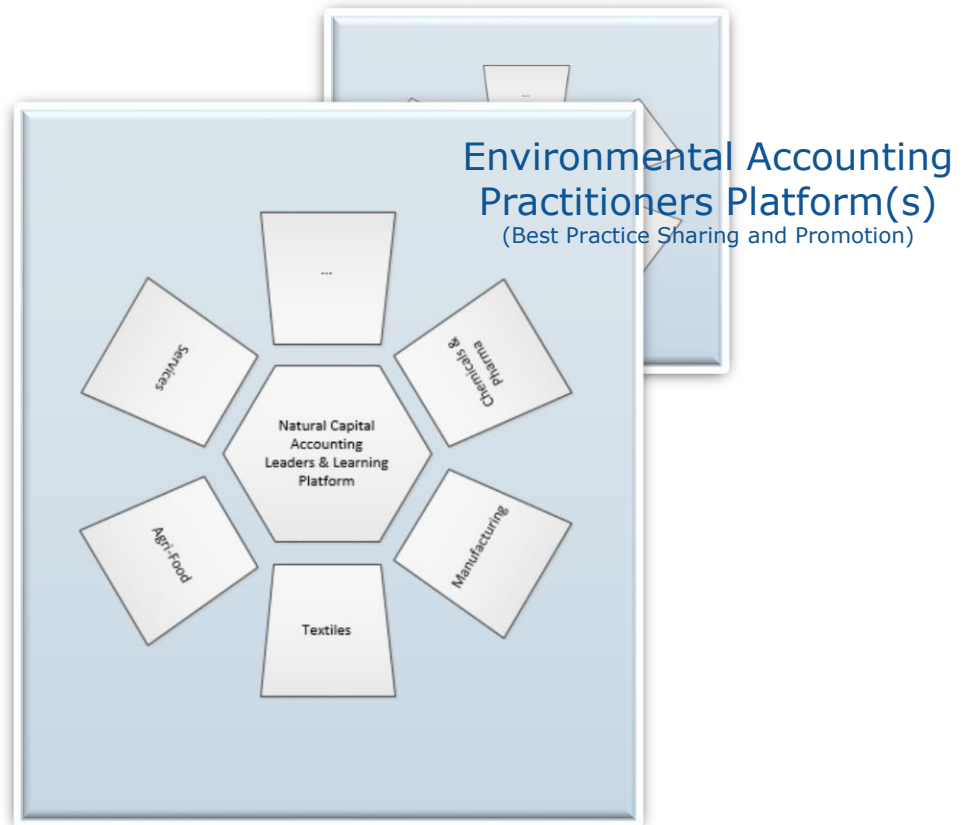 ...
Environmental Accounting
Practitioners Platform(s)
(Best Practice Sharing and Promotion)
...
Services
Chemicals &
Pharma
Natural Capital
Accounting
Leaders & Learning
Platform
Agri-Food
Manufacturing
Textiles